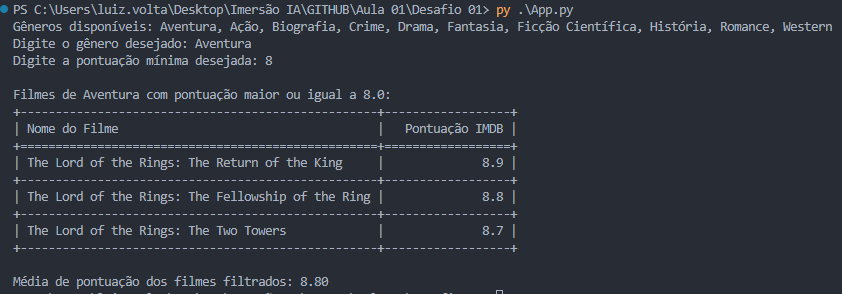 PS C:\Users\luiz.volta\Desktop\Imersão IA\GITHUB\Aula 01\Desafio 01> py .\App.py
Gêneros disponíveis: Aventura, Ação, Biografia, Crime, Drama, Fantasia, Ficção Científica, História, Romance, Western
Digite o gênero desejado: Aventura
Digite a pontuação mínima desejada: 8
Filmes de Aventura com pontuação maior ou igual a 8.0:
+-----------------------------------------------+-----------------+
| Nome do Filme                                 |   Pontuação IMDB |
+===============================================+=================+
| The Lord of the Rings: The Return of the King     |              8.9 |
+-----------------------------------------------+-----------------+
| The Lord of the Rings: The Fellowship of the Ring |              8.8 |
+-----------------------------------------------+-----------------+
| The Lord of the Rings: The Two Towers             |              8.7 |
+-----------------------------------------------+-----------------+
Média de pontuação dos filmes filtrados: 8.80